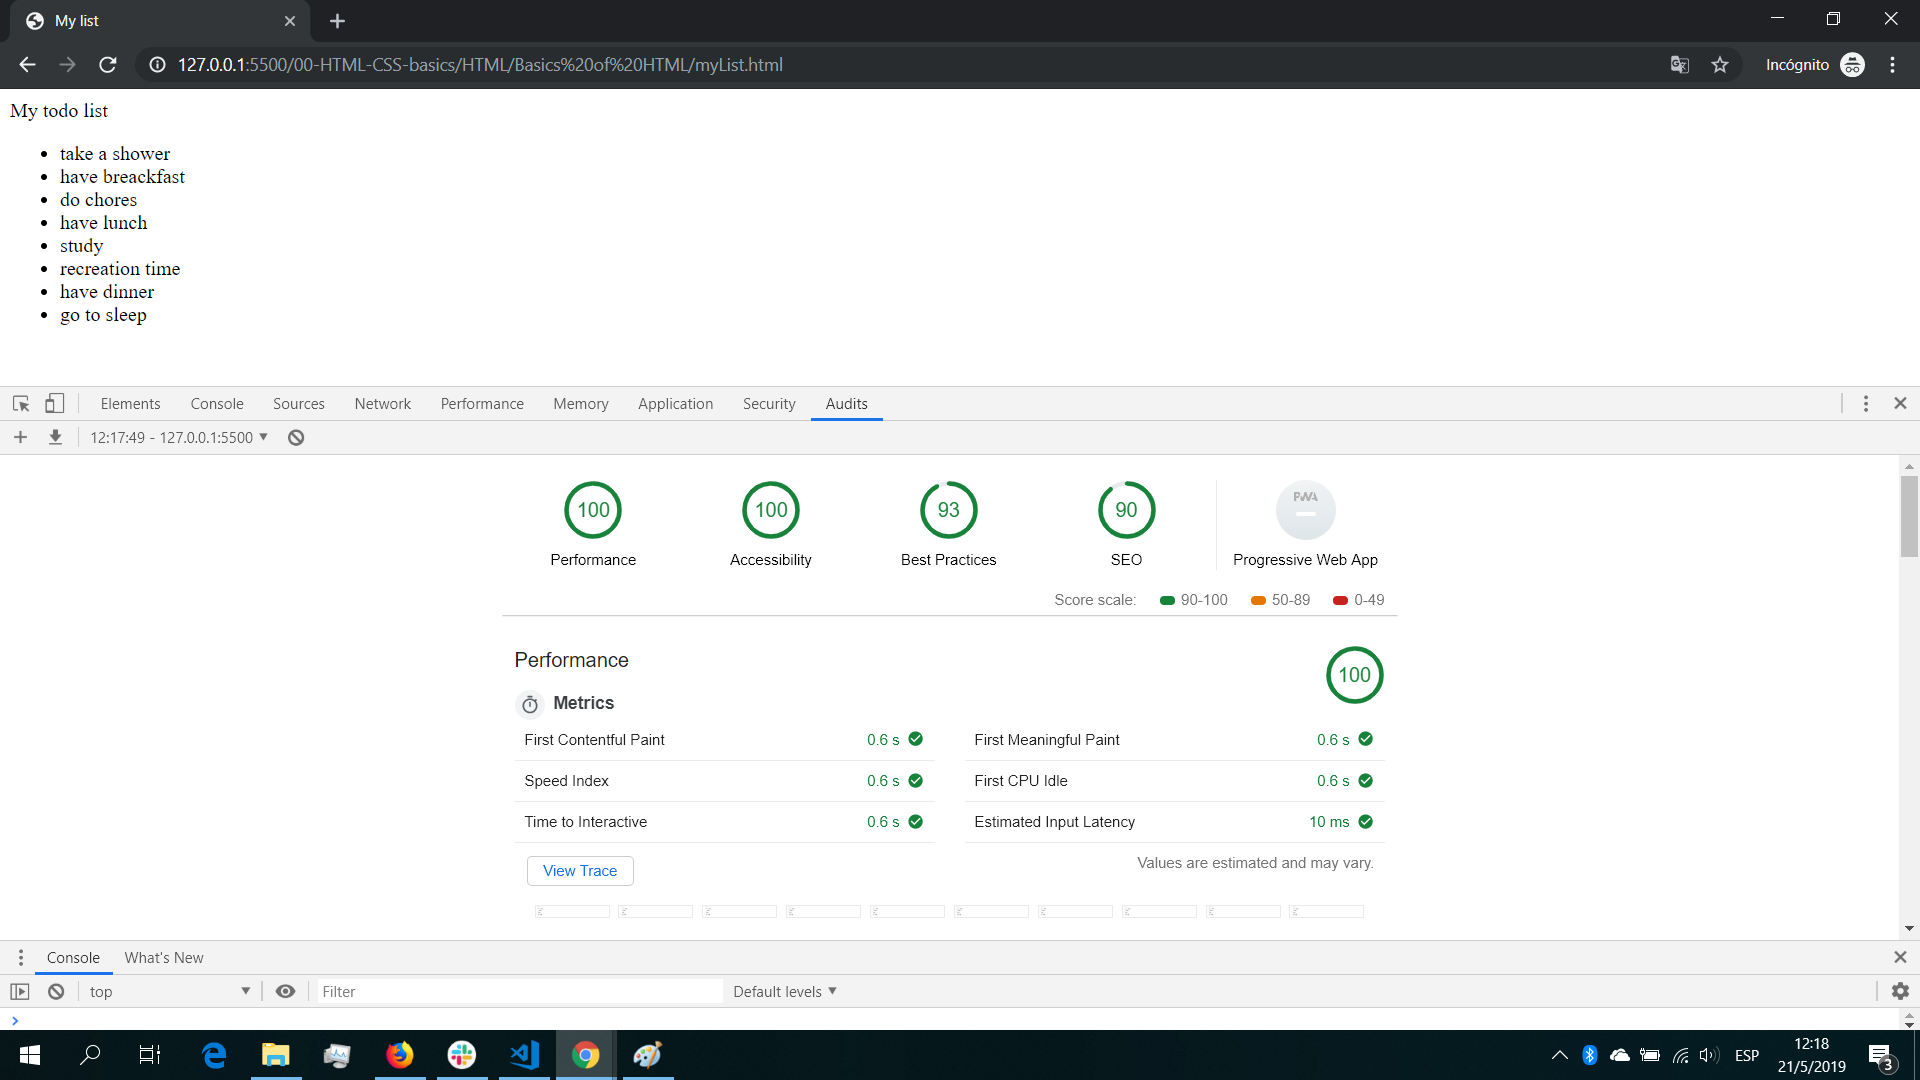 My list
127.0.0.1:5500/00-HTML-CSS-basics/HTML/Basics%20of%20HTML/myList.html
Incógnito
My todo list
take a shower
have breackfast
do chores
have lunch
study
recreation time
have dinner
go to sleep
Elements Console Sources Network Performance Memory Application Security Audits
12:17:49 - 127.0.0.1:5500
100 100 93 90 PWA
Performance Accessibility Best Practices SEO Progressive Web App
Score scale: 90-100 50-89 0-49
Performance 100
Metrics
First Contentful Paint 0.6 s First Meaningful Paint 0.6 s
Speed Index 0.6 s First CPU Idle 0.6 s
Time to Interactive 0.6 s Estimated Input Latency 10 ms
View Trace Values are estimated and may vary.
Console What's New
top Filter Default levels
ESP 12:18
21/5/2019 3